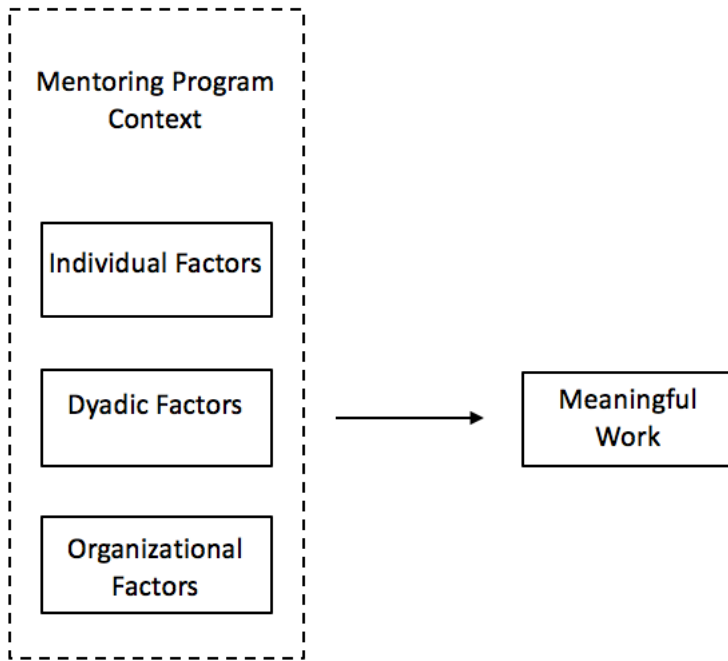 Mentoring Program
Context
Individual Factors
Dyadic Factors
Organizational
Factors
Meaningful
Work